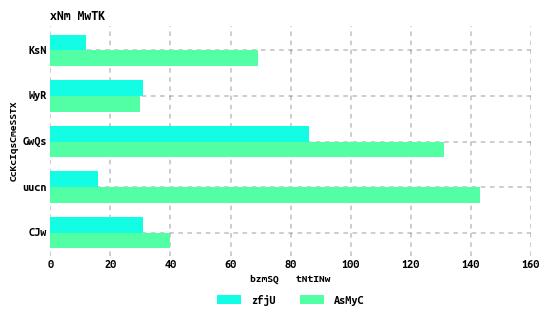 xNm MwTK
KsN
WyR
GwQs
uucn
CJw
CcKcIqsCmeSSTX
0 20 40 60 80 100 120 140 160
bzmSQ tNtINw
zfjU AsMyC